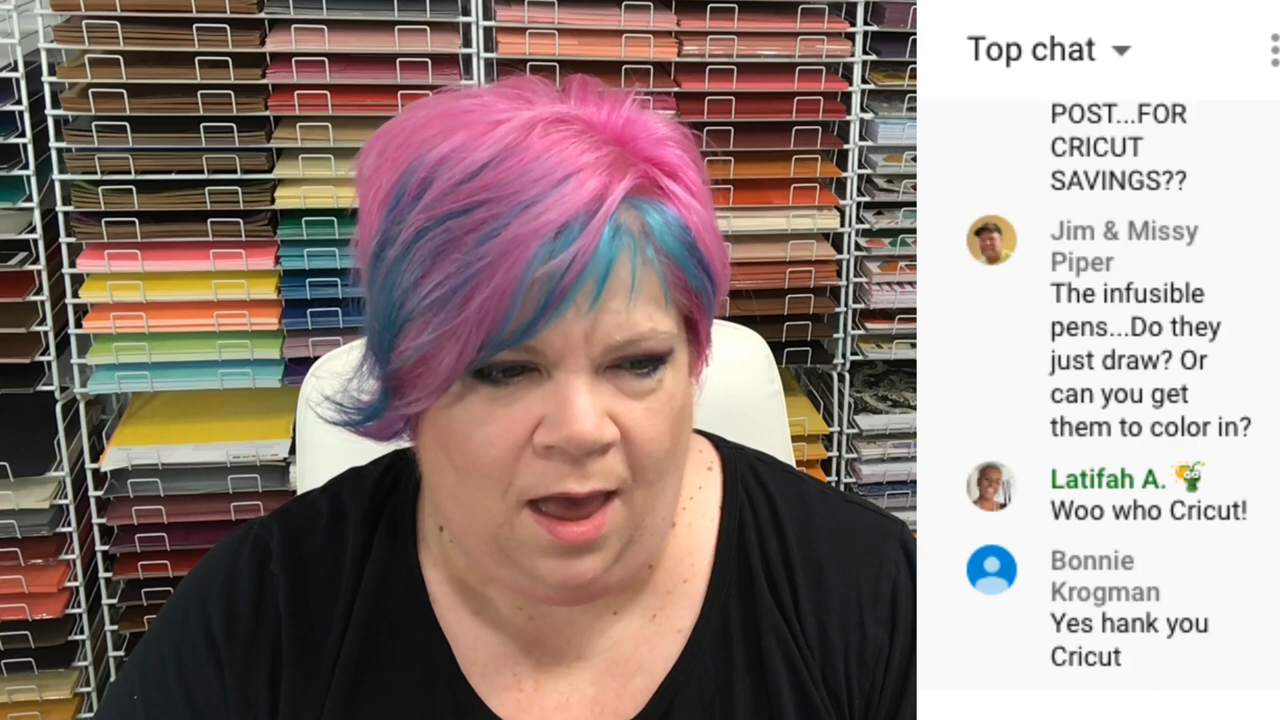 Top chat
POST...FOR
CRICUT
SAVINGS??
Jim & Missy
Piper
The infusible
pens...Do they
just draw? Or
can you get
them to color in?
Latifah A.
Woo who Cricut!
Bonnie
Krogman
Yes hank you
Cricut